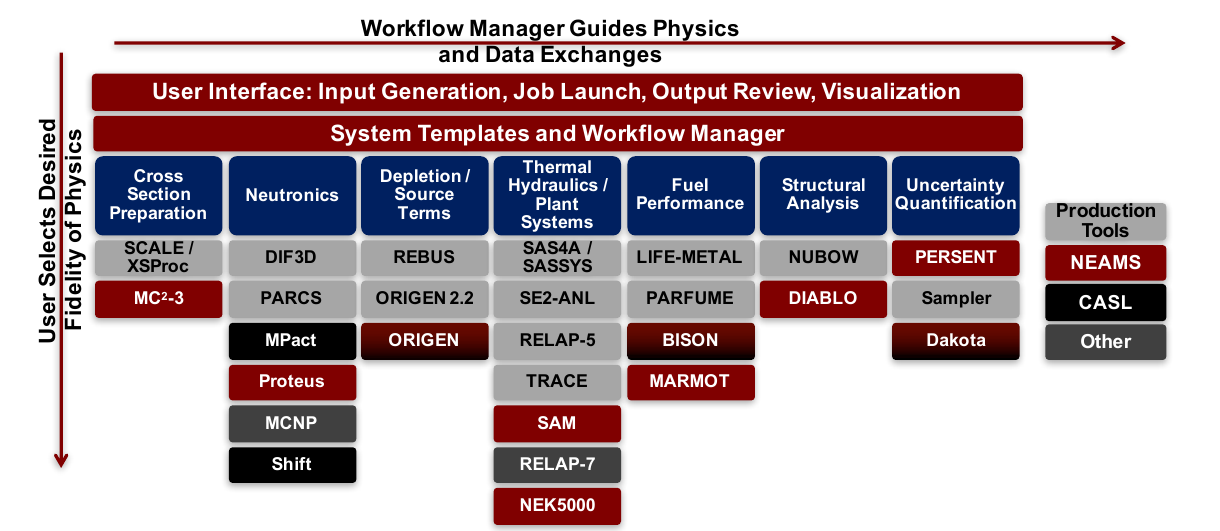 Workflow Manager Guides Physics
and Data Exchanges
User Selects Desired
Fidelity of Physics
User Interface: Input Generation, Job Launch, Output Review, Visualization
System Templates and Workflow Manager
Cross
Section
Preparation
Neutronics
Depletion /
Source
Terms
Thermal
Hydraulics /
Plant
Systems
Fuel
Performance
Structural
Analysis
Uncertainty
Quantification
SCALE /
XSProc
DIF3D
REBUS
SAS4A /
SASSYS
LIFE-METAL
NUBOW
PERSENT
MC²-3
PARCS
ORIGEN 2.2
SE2-ANL
PARFUME
DIABLO
Sampler
MPact
ORIGEN
RELAP-5
BISON
Dakota
Proteus
TRACE
MARMOT
MCNP
SAM
Shift
RELAP-7
NEK5000
Production
Tools
NEAMS
CASL
Other